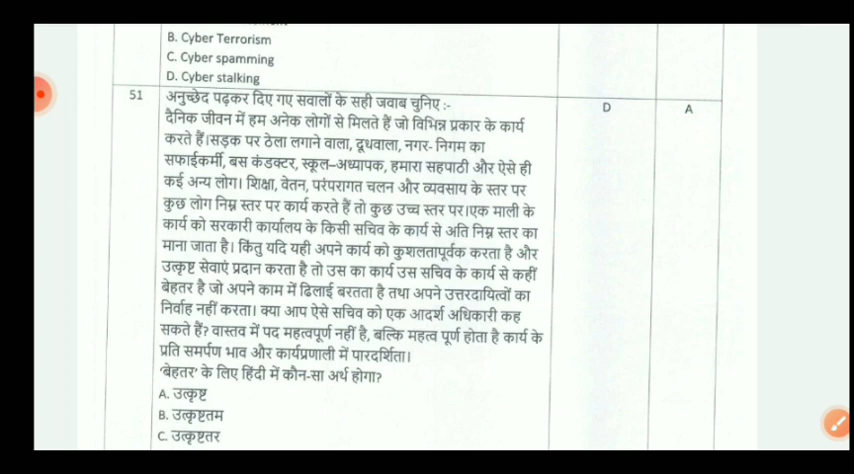 B. Cyber Terrorism
C. Cyber spamming
D. Cyber stalking
51 अनुच्छेद पढ़कर दिए गए सवालों के सही जवाब चुनिए :- D A
दैनिक जीवन में हम अनेक लोगों से मिलते हैं जो विभिन्न प्रकार के कार्य
करते हैं।सड़क पर ठेला लगाने वाला, दूधवाला, नगर- निगम का
सफाईकर्मी, बस कंडक्टर, स्कूल–अध्यापक, हमारा सहपाठी और ऐसे ही
कई अन्य लोग। शिक्षा, वेतन, परंपरागत चलन और व्यवसाय के स्तर पर
कुछ लोग निम्न स्तर पर कार्य करते हैं तो कुछ उच्च स्तर पर।एक माली के
कार्य को सरकारी कार्यालय के किसी सचिव के कार्य से अति निम्न स्तर का
माना जाता है। किंतु यदि यही अपने कार्य को कुशलतापूर्वक करता है और
उत्कृष्ट सेवाएं प्रदान करता है तो उस का कार्य उस सचिव के कार्य से कहीं
बेहतर है जो अपने काम में ढिलाई बरतता है तथा अपने उत्तरदायित्वों का
निर्वाह नहीं करता। क्या आप ऐसे सचिव को एक आदर्श अधिकारी कह
सकते हैं? वास्तव में पद महत्वपूर्ण नहीं है, बल्कि महत्व पूर्ण होता है कार्य के
प्रति समर्पण भाव और कार्यप्रणाली में पारदर्शिता।
'बेहतर' के लिए हिंदी में कौन-सा अर्थ होगा?
A. उत्कृष्ट
B. उत्कृष्टतम
C. उत्कृष्टतर